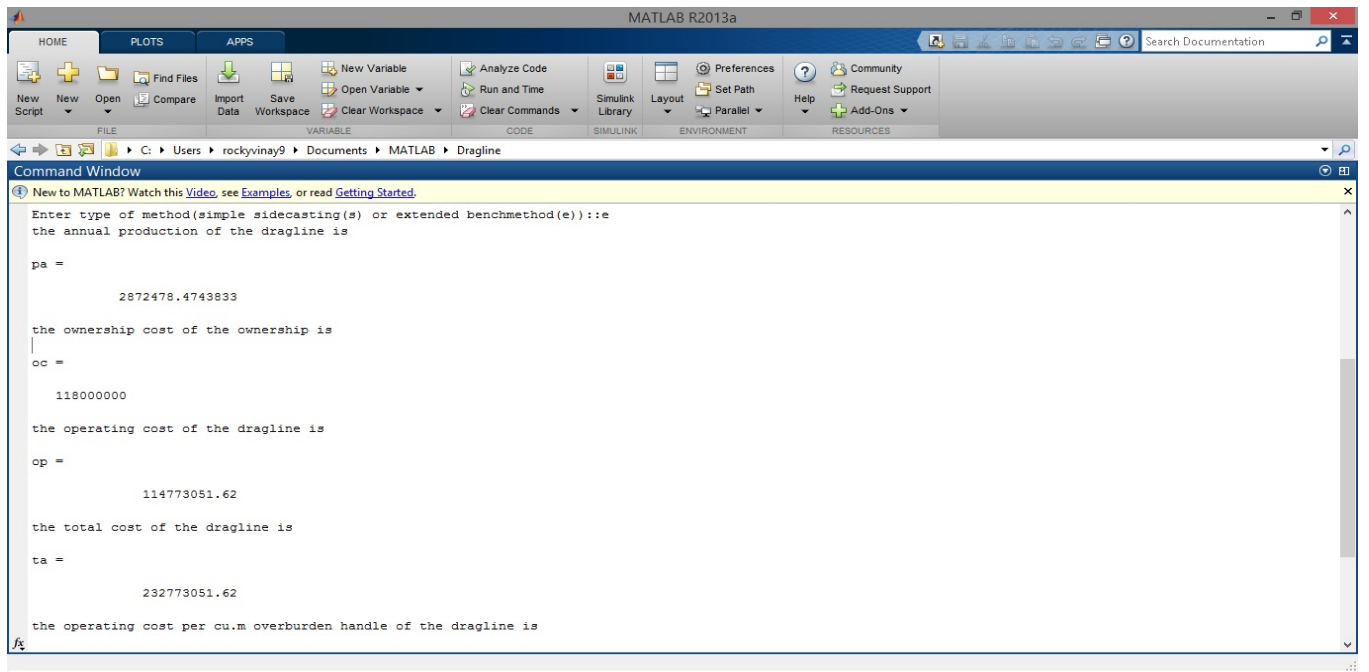 MATLAB R2013a
HOME PLOTS APPS Search Documentation
New Script New Open Find Files Compare Import Data Save Workspace New Variable Open Variable Clear Workspace Analyze Code Run and Time Clear Commands Simulink Library Layout Preferences Set Path Parallel Help Community Request Support Add-Ons
FILE VARIABLE CODE SIMULINK ENVIRONMENT RESOURCES
C: Users rockyvinay9 Documents MATLAB Dragline
Command Window
New to MATLAB? Watch this Video, see Examples, or read Getting Started.
Enter type of method(simple sidecasting(s) or extended benchmethod(e))::e
the annual production of the dragline is
pa =
2872478.4743833
the ownership cost of the ownership is
oc =
118000000
the operating cost of the dragline is
op =
114773051.62
the total cost of the dragline is
ta =
232773051.62
the operating cost per cu.m overburden handle of the dragline is
fx